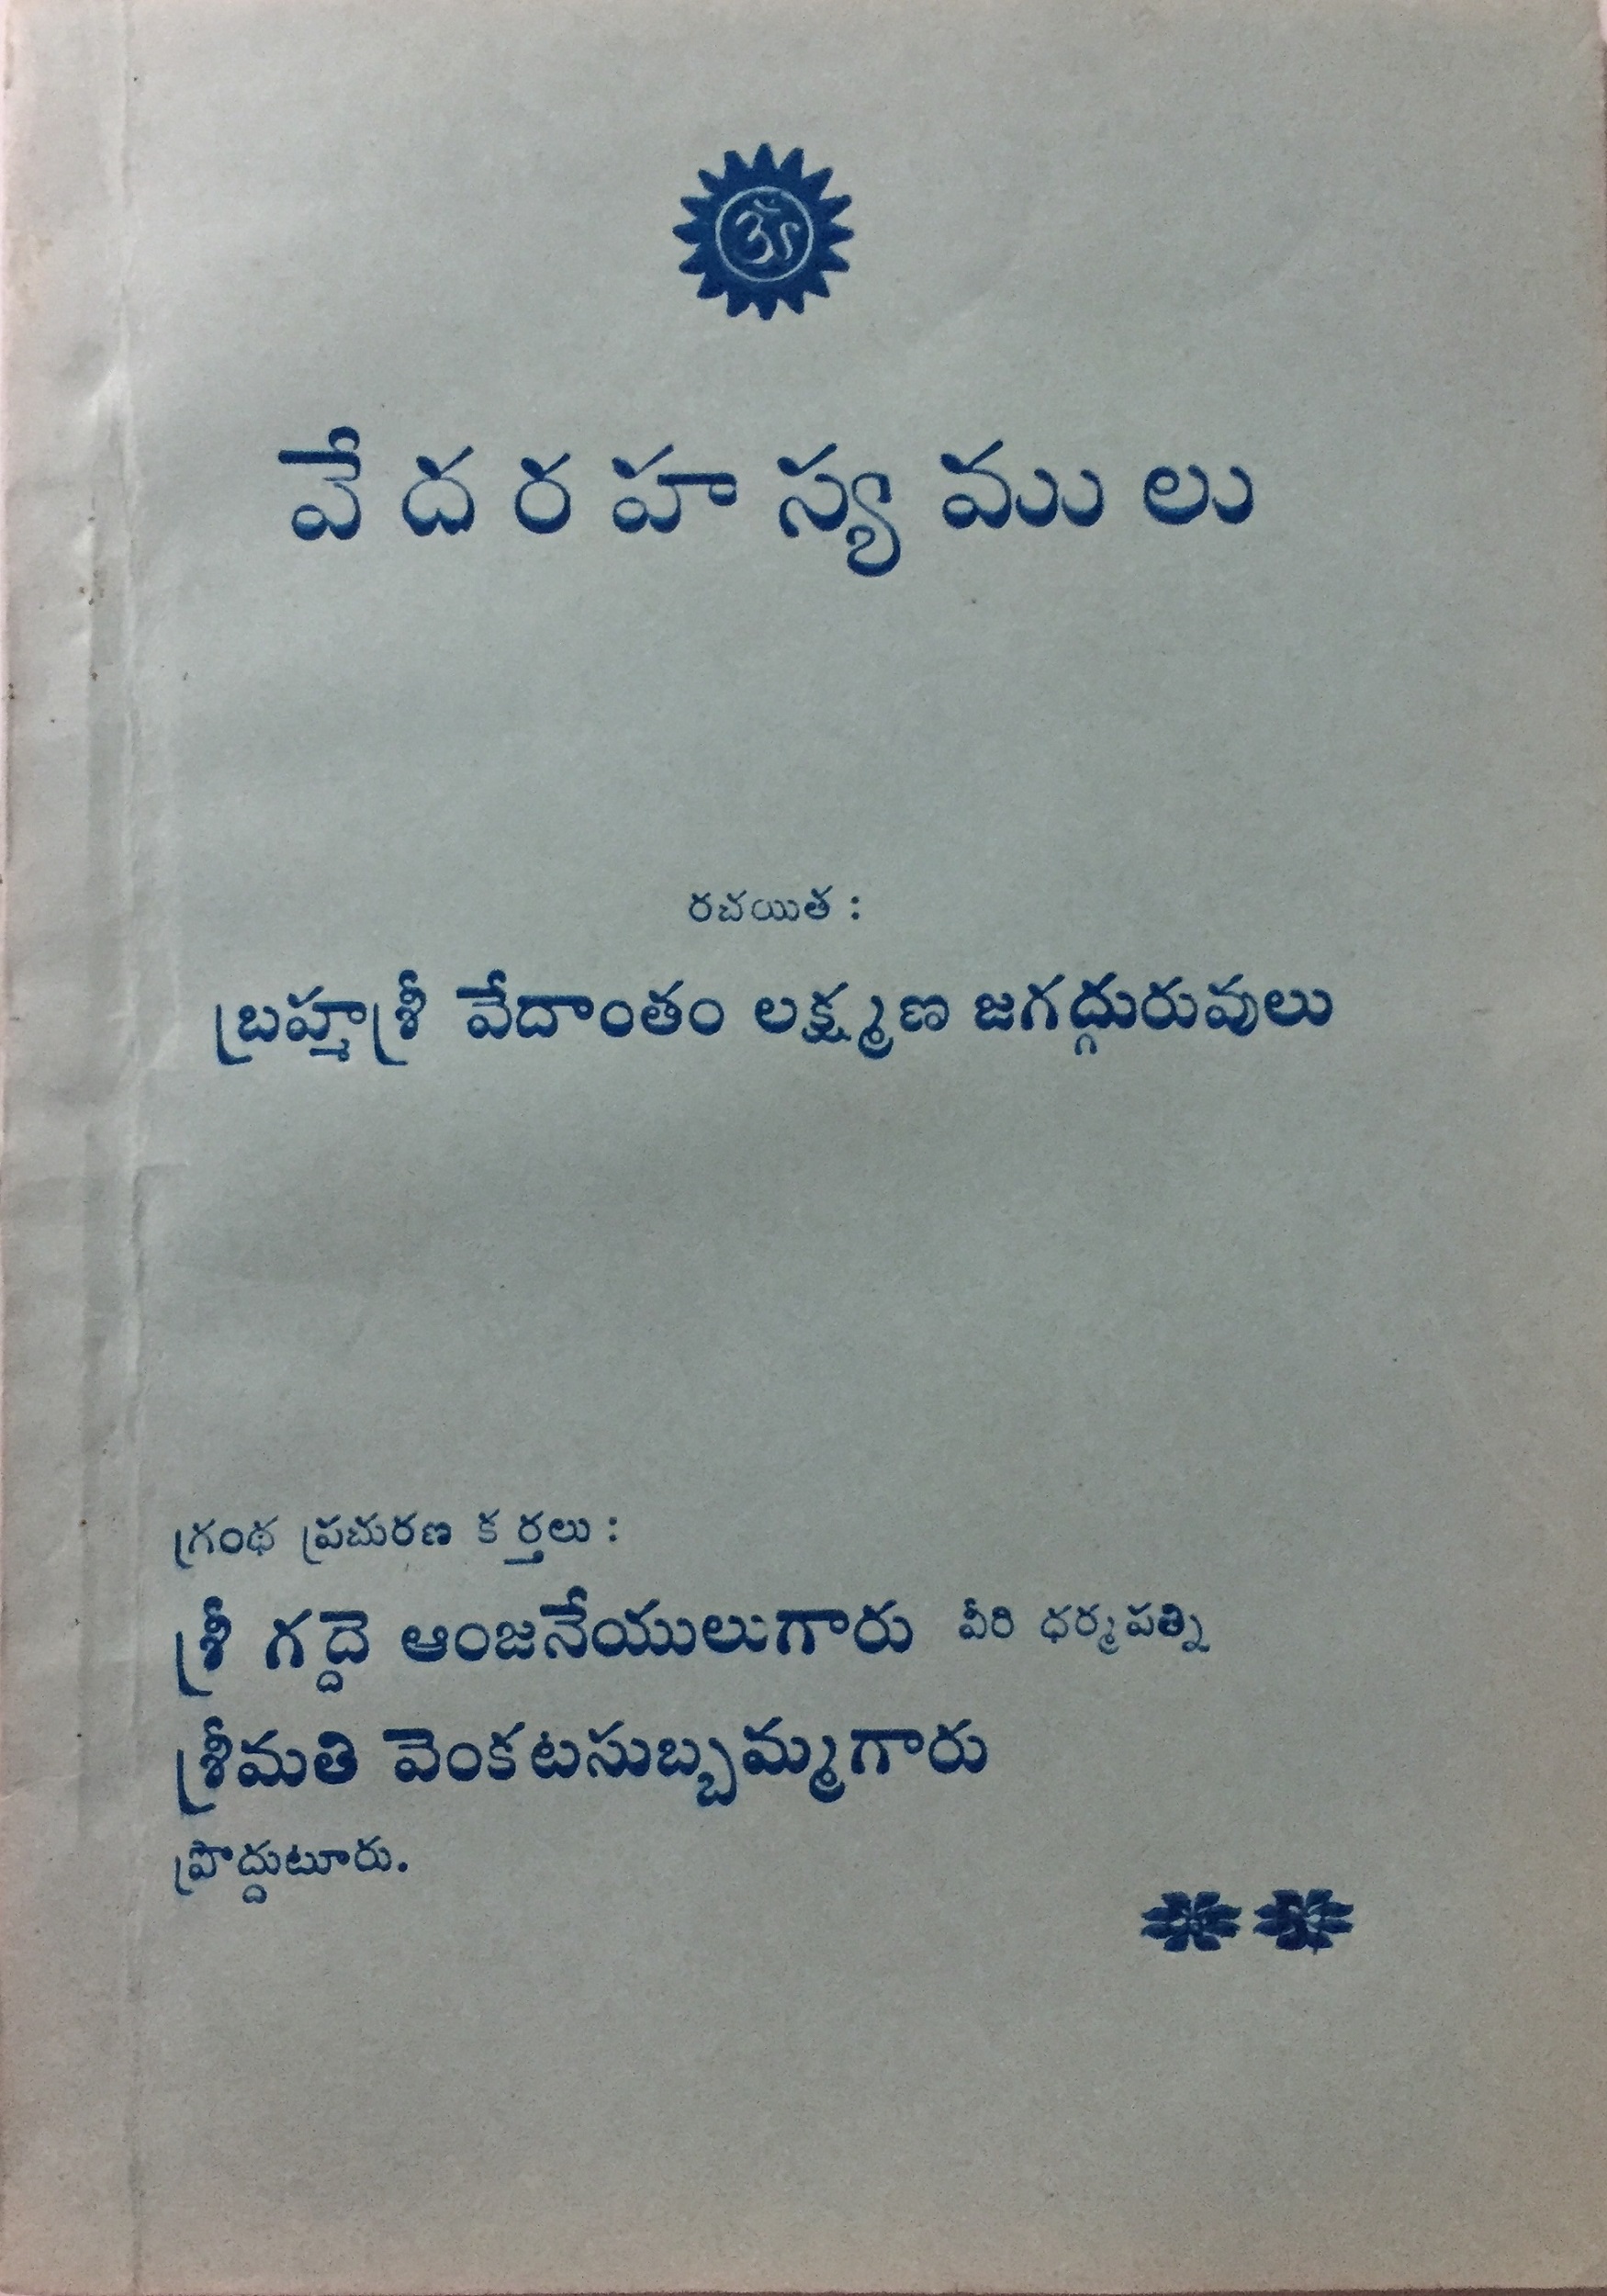 ॐ
వేదరహస్యములు
రచయిత :
బ్రహ్మశ్రీ వేదాంతం లక్ష్మణ జగద్గురువులు
గ్రంథ ప్రచురణ కర్తలు :
శ్రీ గద్దె ఆంజనేయులుగారు వీరి ధర్మపత్ని
శ్రీమతి వెంకటసుబ్బమ్మగారు
ప్రొద్దుటూరు.